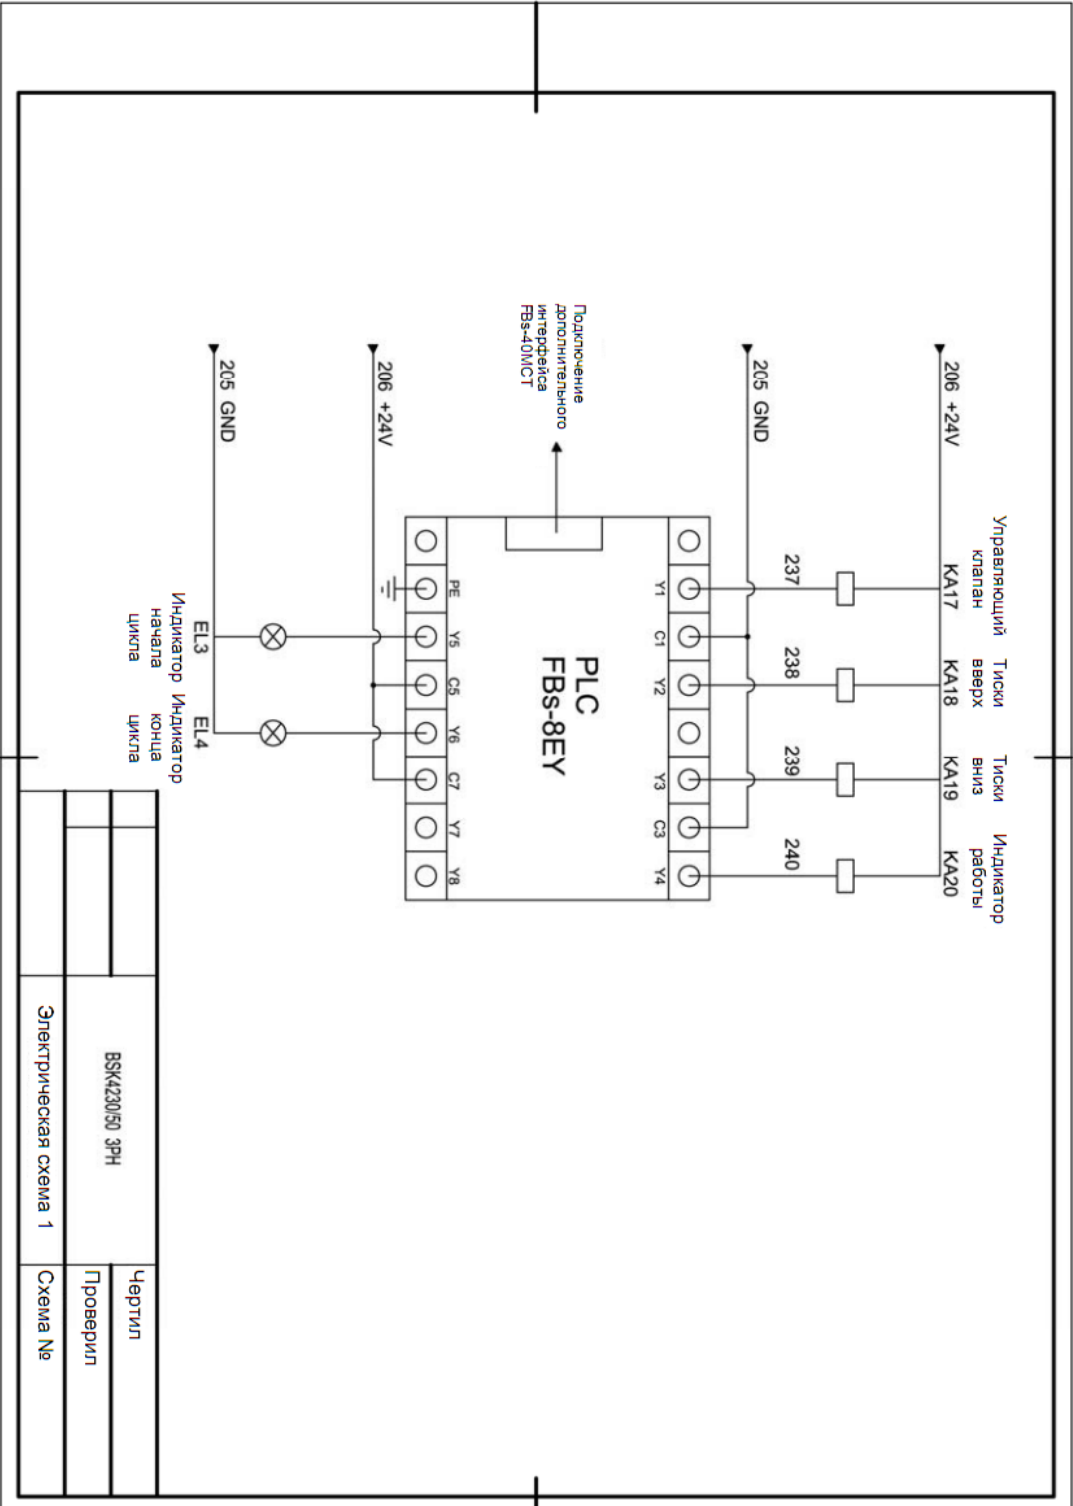 Управляющий
клапан
Тиски
вверх
Тиски
вниз
Индикатор
работы
206 +24V
KA17
KA18
KA19
KA20
237
238
239
240
205 GND
Y1
C1
Y2
Y3
C3
Y4
Подключение
дополнительного
интерфейса
FBs-40MCT
PLC
FBs-8EY
PE
Y5
C5
Y6
C7
Y7
Y8
206 +24V
205 GND
EL3
EL4
Индикатор
начала
цикла
Индикатор
конца
цикла
BSK4230/50 3PH
Чертил
Проверил
Электрическая схема 1
Схема №